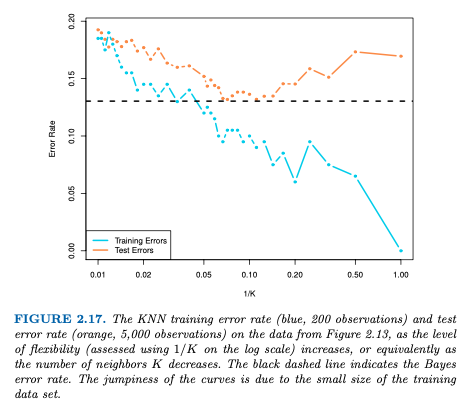 0.20
0.15
0.10
0.05
0.00
Error Rate
Training Errors
Test Errors
0.01 0.02 0.05 0.10 0.20 0.50 1.00
1/K
FIGURE 2.17. The KNN training error rate (blue, 200 observations) and test
error rate (orange, 5,000 observations) on the data from Figure 2.13, as the level
of flexibility (assessed using 1/K on the log scale) increases, or equivalently as
the number of neighbors K decreases. The black dashed line indicates the Bayes
error rate. The jumpiness of the curves is due to the small size of the training
data set.